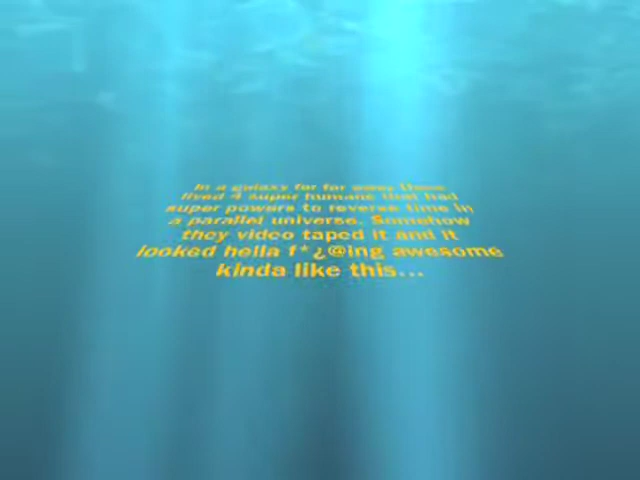 In a galaxy far far away there
lived 4 super humans that had
super powers to reverse time in
a parallel universe. Somehow
they video taped it and it
looked hella f*¿@ing awesome
kinda like this...